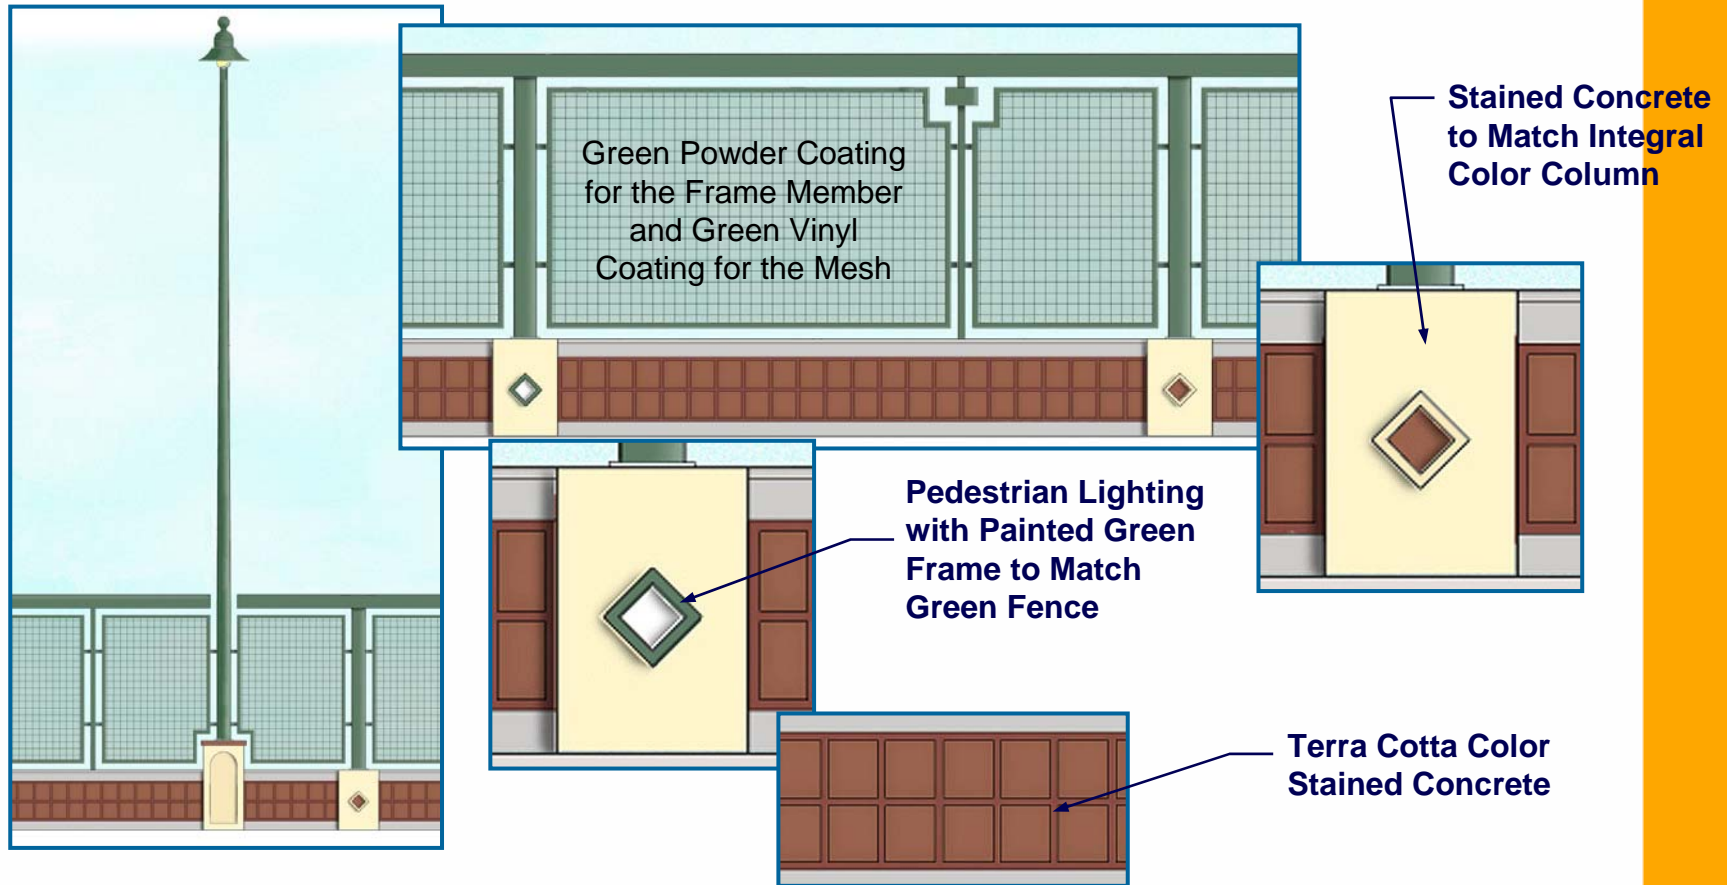 Green Powder Coating
for the Frame Member
and Green Vinyl
Coating for the Mesh
Stained Concrete
to Match Integral
Color Column
Pedestrian Lighting
with Painted Green
Frame to Match
Green Fence
Terra Cotta Color
Stained Concrete